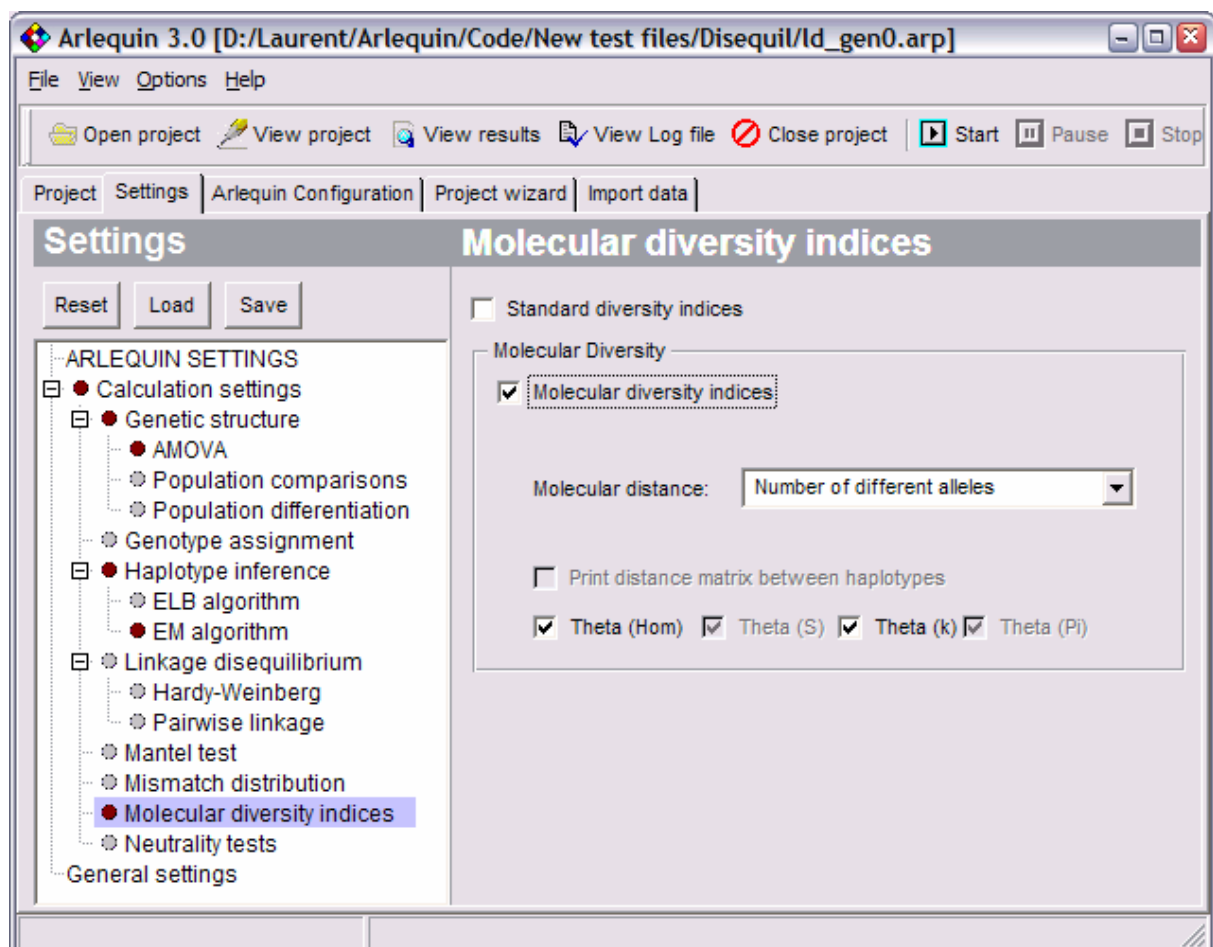 Arlequin 3.0 [D:/Laurent/Arlequin/Code/New test files/Disequil/ld_gen0.arp]
File View Options Help
Open project View project View results View Log file Close project Start Pause Stop
Project Settings Arlequin Configuration Project wizard Import data
Settings
Molecular diversity indices
Reset Load Save
ARLEQUIN SETTINGS
Calculation settings
Genetic structure
AMOVA
Population comparisons
Population differentiation
Genotype assignment
Haplotype inference
ELB algorithm
EM algorithm
Linkage disequilibrium
Hardy-Weinberg
Pairwise linkage
Mantel test
Mismatch distribution
Molecular diversity indices
Neutrality tests
General settings
Standard diversity indices
Molecular Diversity
Molecular diversity indices
Molecular distance: Number of different alleles
Print distance matrix between haplotypes
Theta (Hom) Theta (S) Theta (k) Theta (Pi)